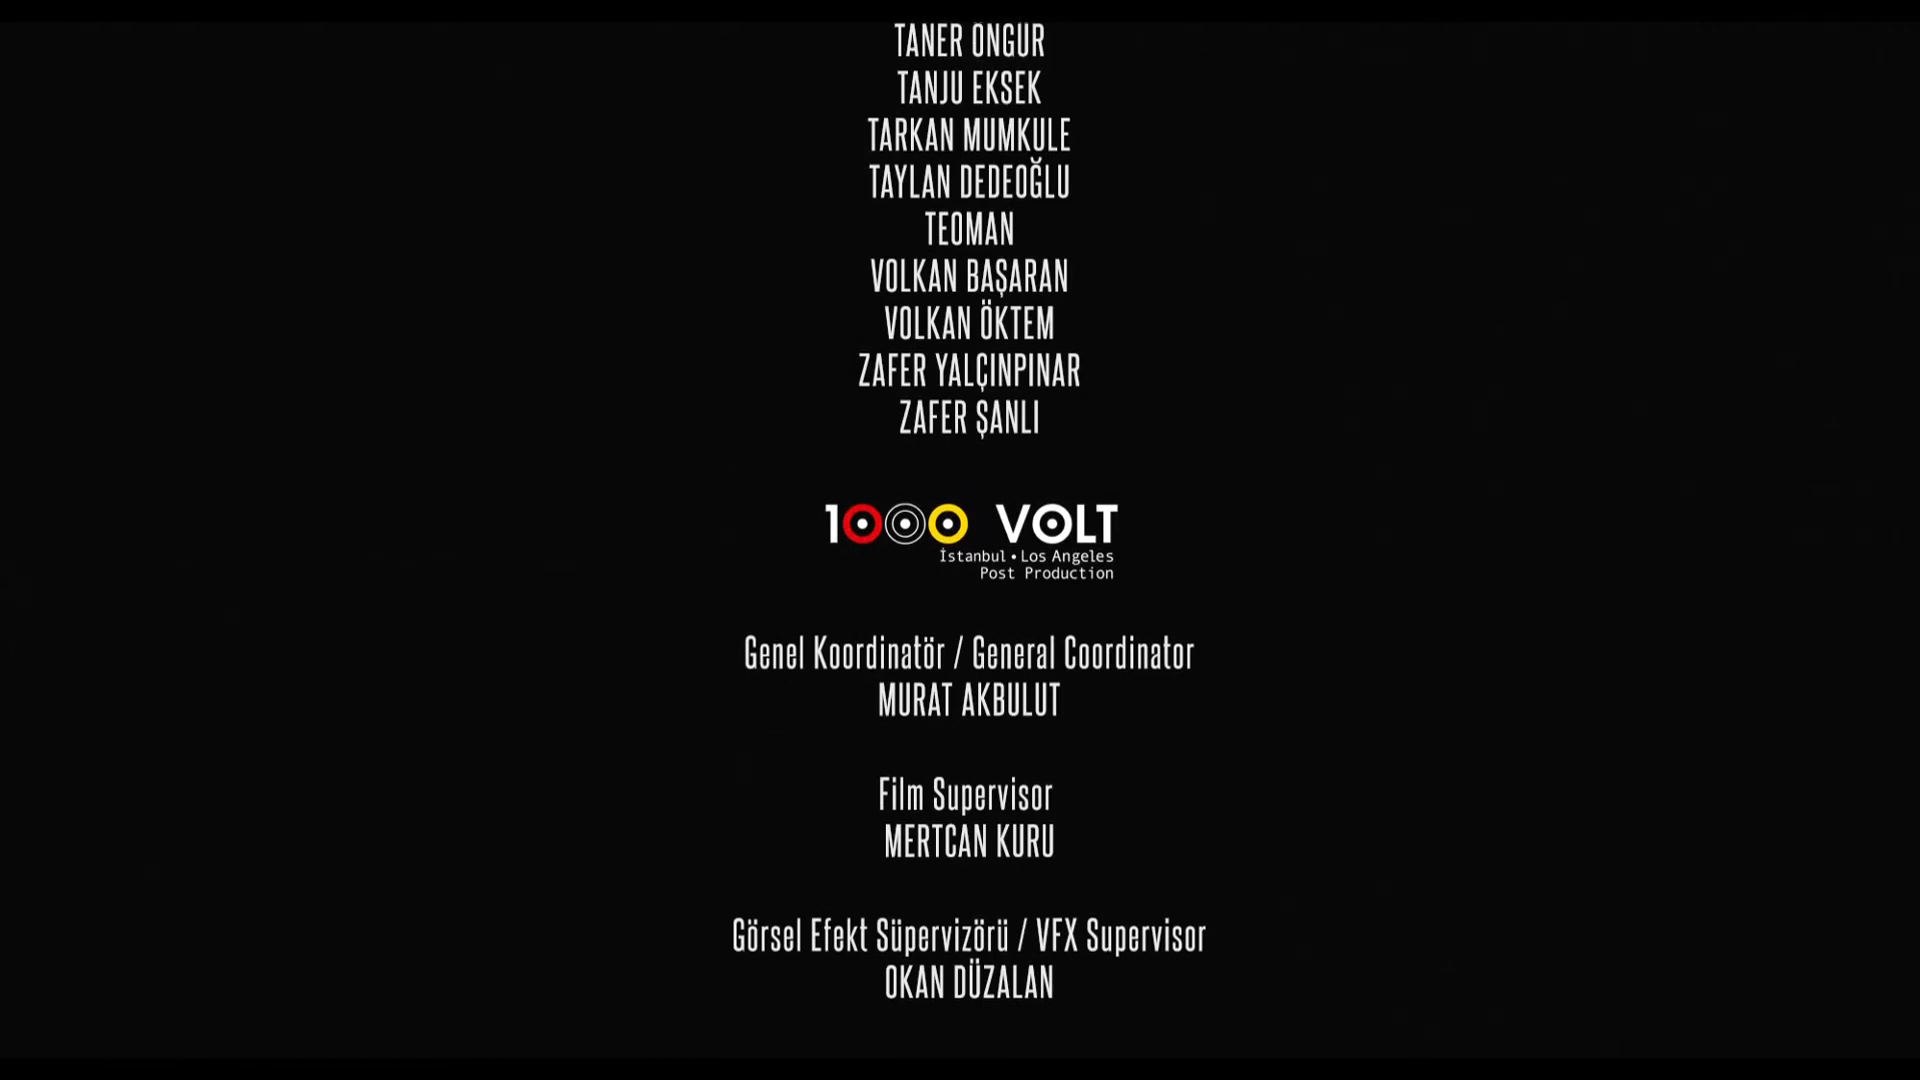 TANER ÖNGÜR
TANJU EKSEK
TARKAN MUMKULE
TAYLAN DEDEOĞLU
TEOMAN
VOLKAN BAŞARAN
VOLKAN ÖKTEM
ZAFER YALÇINPINAR
ZAFER ŞANLI
1000 VOLT
İstanbul • Los Angeles
Post Production
Genel Koordinatör / General Coordinator
MURAT AKBULUT
Film Supervisor
MERTCAN KURU
Görsel Efekt Süpervizörü / VFX Supervisor
OKAN DÜZALAN